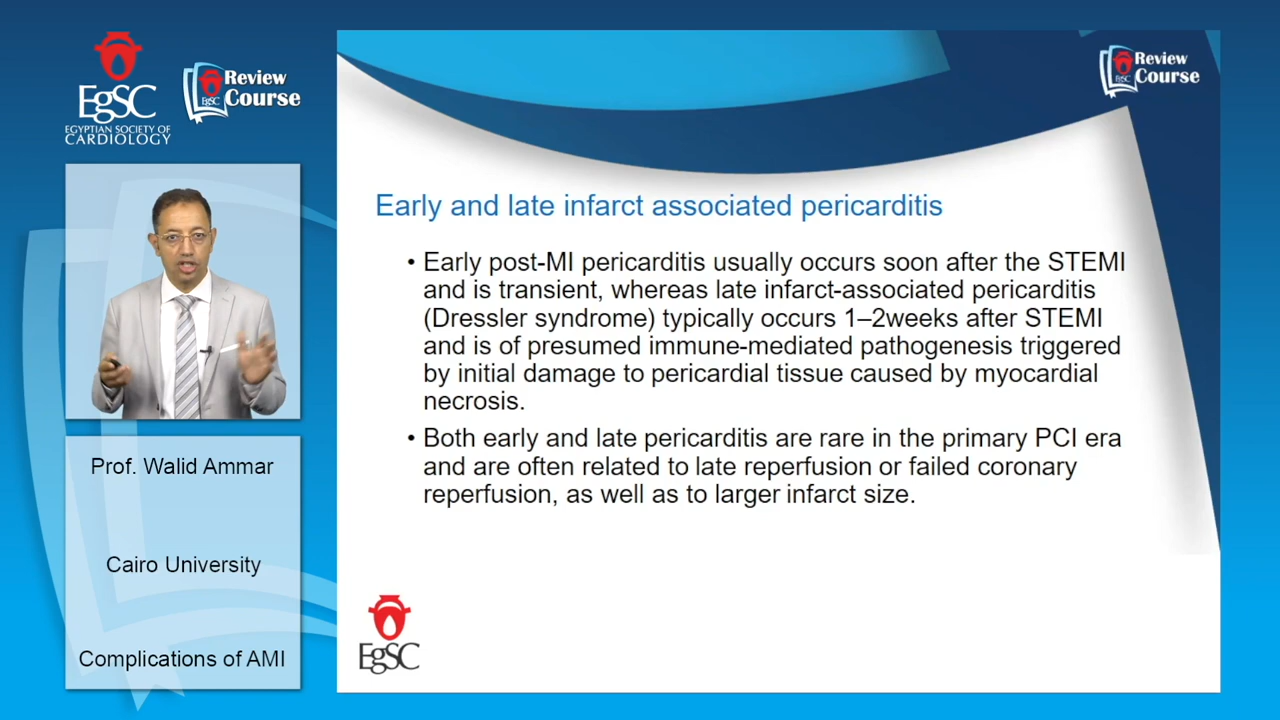 EgSC
EGYPTIAN SOCIETY OF
CARDIOLOGY
EgSC
Review
Course
EgSC
Review
Course
Early and late infarct associated pericarditis
• Early post-MI pericarditis usually occurs soon after the STEMI
and is transient, whereas late infarct-associated pericarditis
(Dressler syndrome) typically occurs 1–2weeks after STEMI
and is of presumed immune-mediated pathogenesis triggered
by initial damage to pericardial tissue caused by myocardial
necrosis.
• Both early and late pericarditis are rare in the primary PCI era
and are often related to late reperfusion or failed coronary
reperfusion, as well as to larger infarct size.
EgSC
Prof. Walid Ammar
Cairo University
Complications of AMI